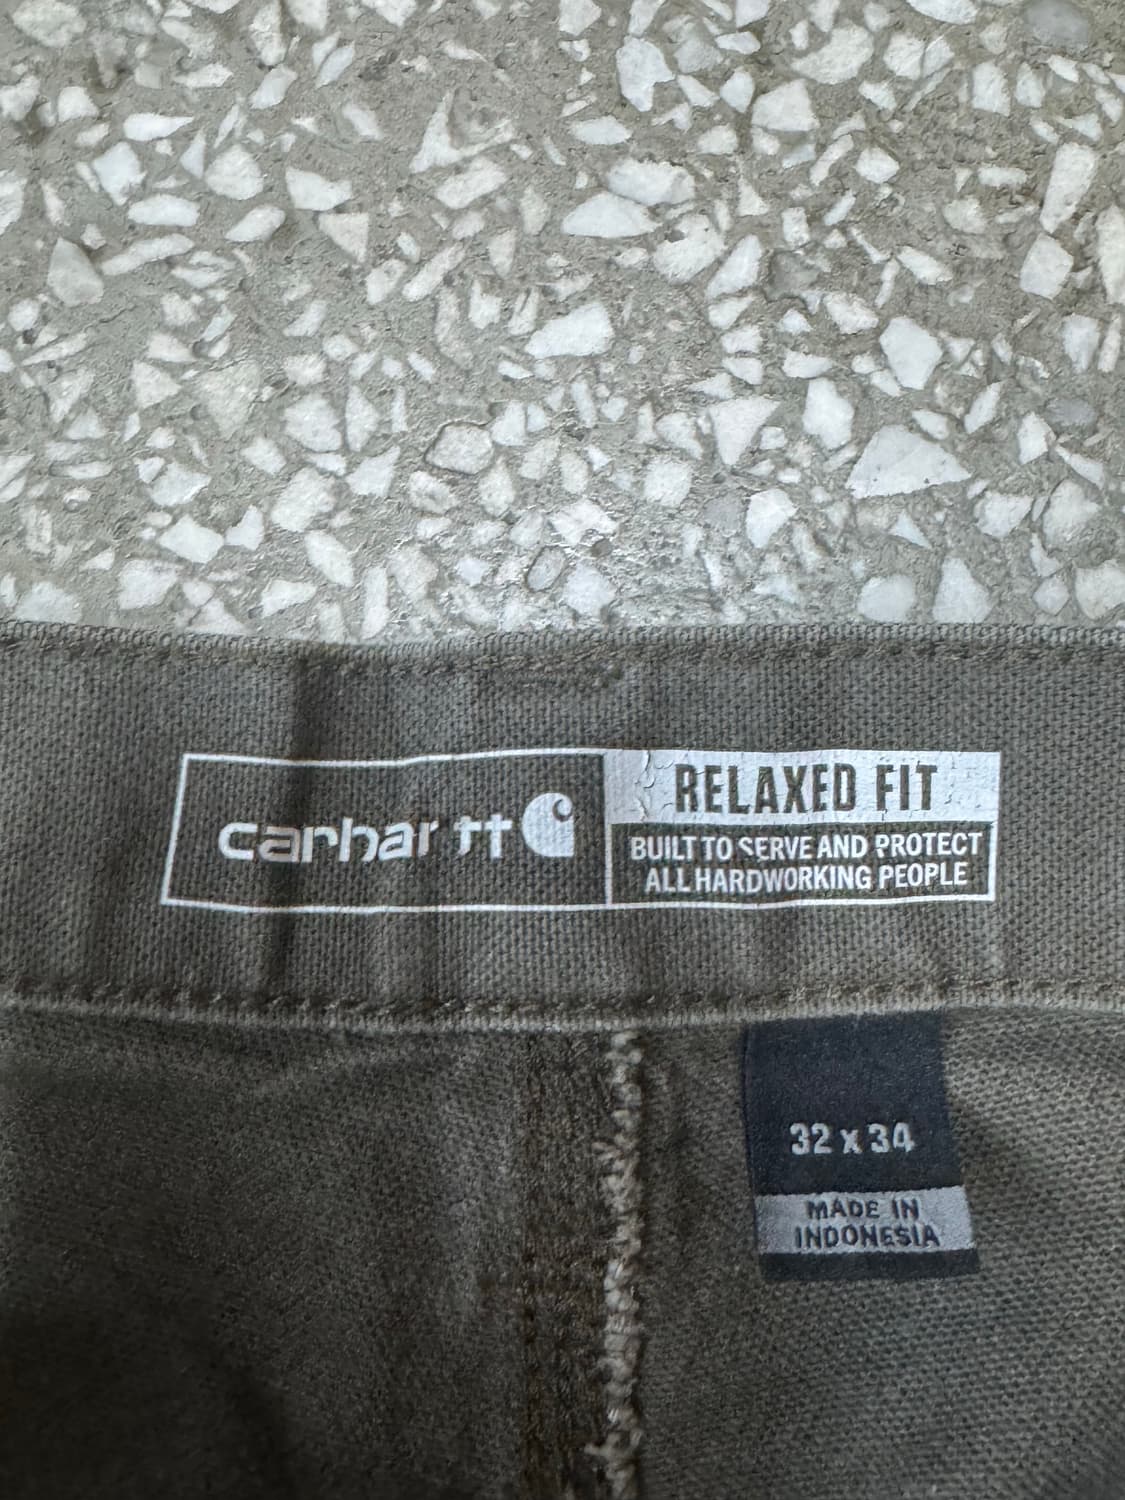 carhartt
RELAXED FIT
BUILT TO SERVE AND PROTECT
ALL HARDWORKING PEOPLE
32 x 34
MADE IN
INDONESIA